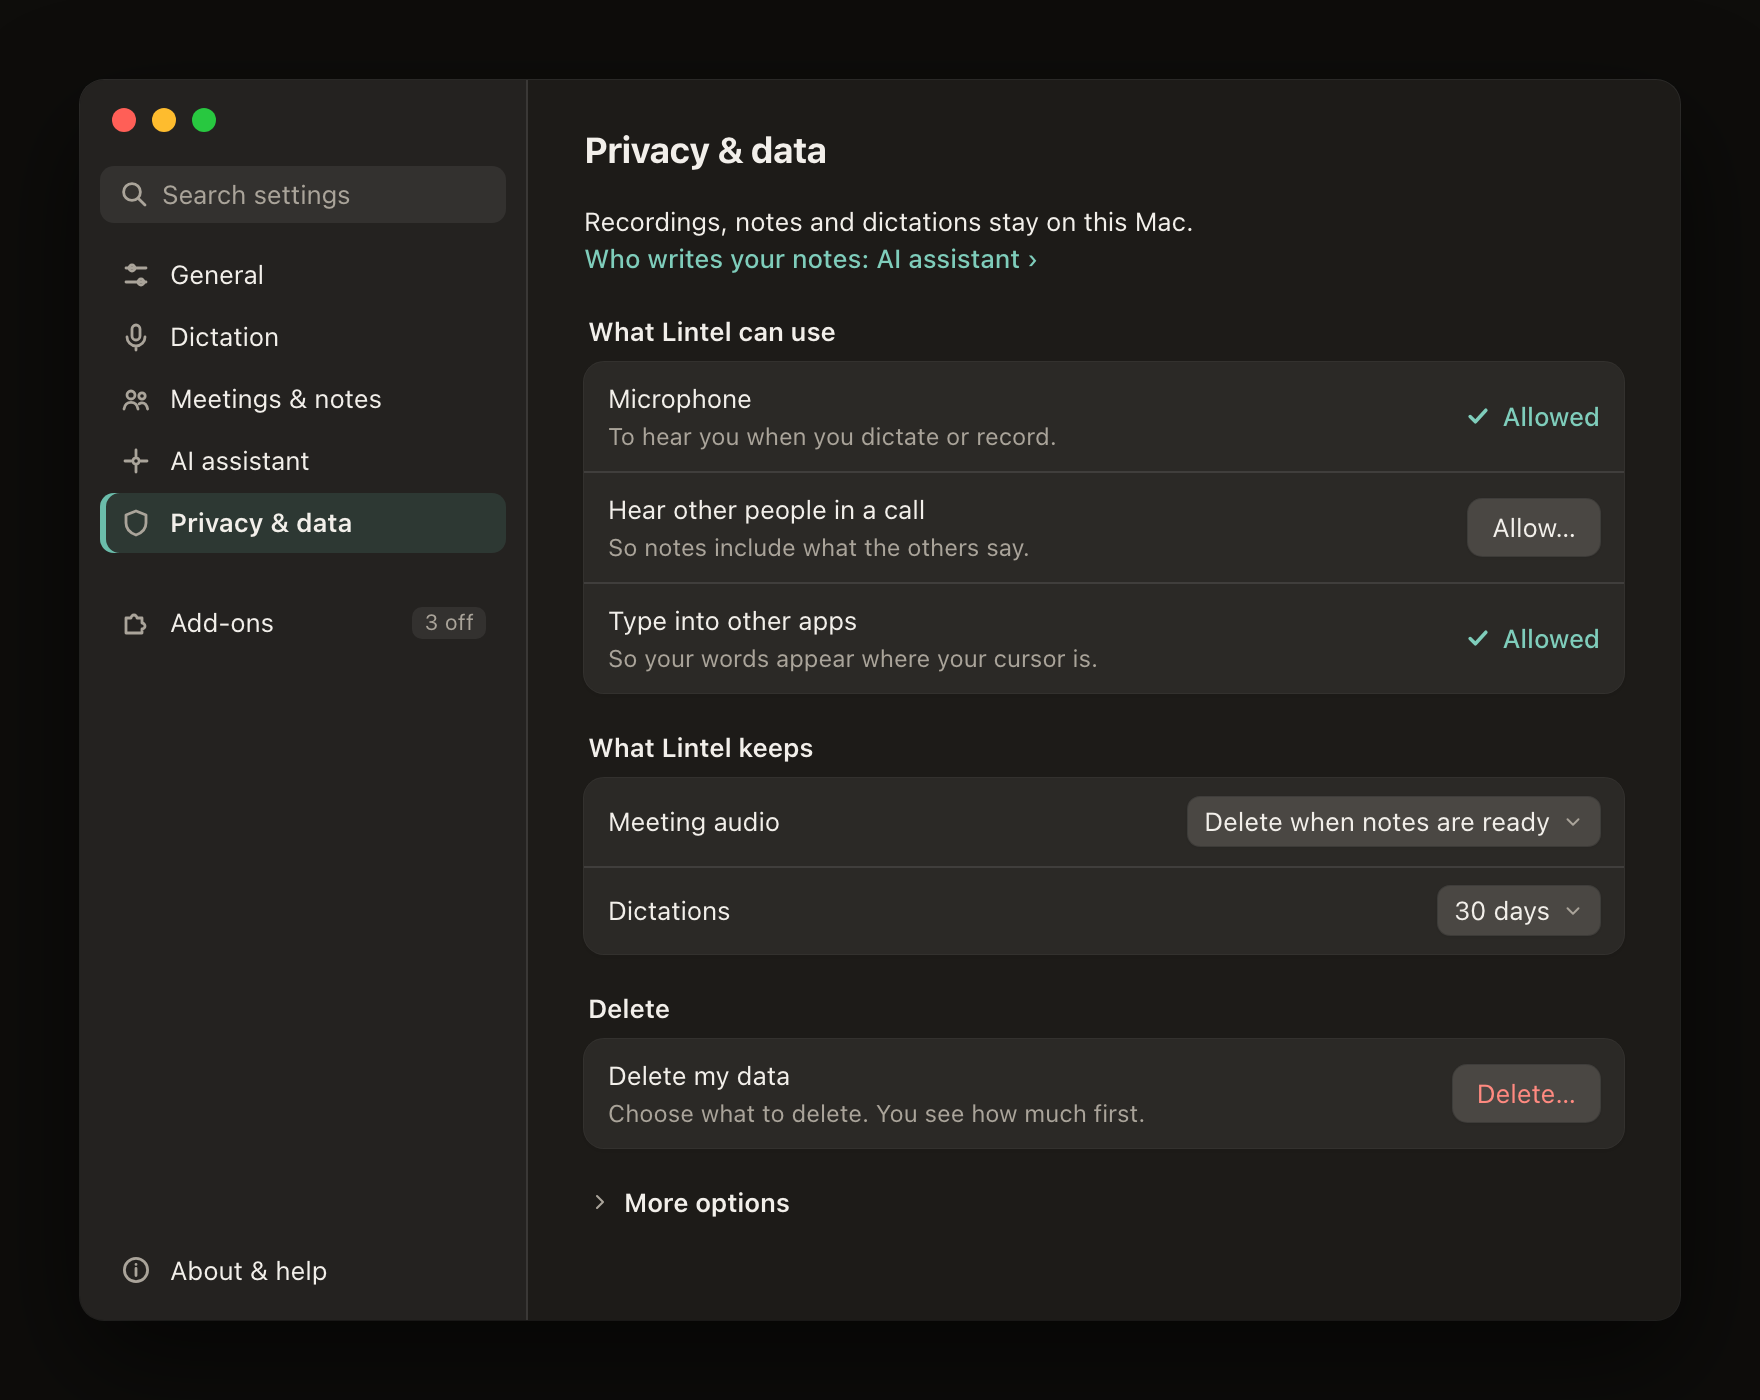 Search settings
General
Dictation
Meetings & notes
AI assistant
Privacy & data
Add-ons
3 off
About & help
Privacy & data
Recordings, notes and dictations stay on this Mac.
Who writes your notes: AI assistant ›
What Lintel can use
Microphone
To hear you when you dictate or record.
Allowed
Hear other people in a call
So notes include what the others say.
Allow...
Type into other apps
So your words appear where your cursor is.
Allowed
What Lintel keeps
Meeting audio
Delete when notes are ready
Dictations
30 days
Delete
Delete my data
Choose what to delete. You see how much first.
Delete...
More options